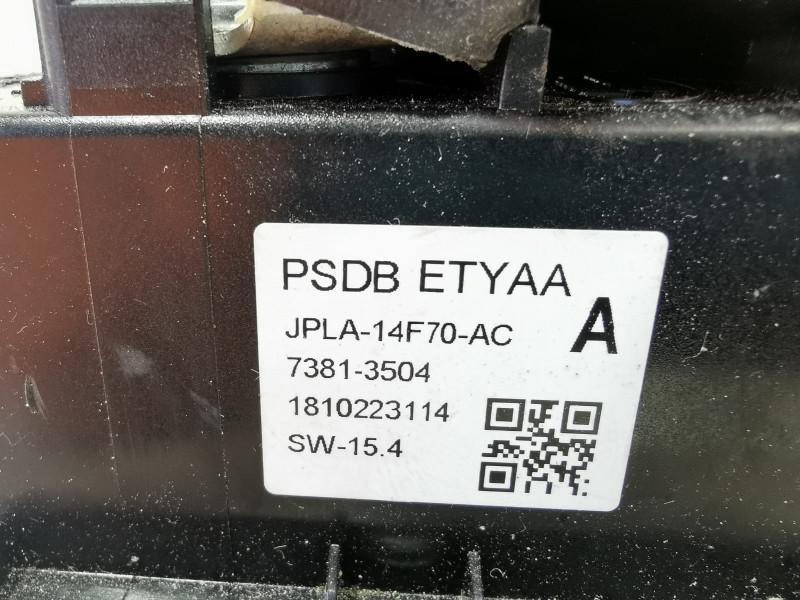 PSDB ETYAA
A
JPLA-14F70-AC
7381-3504
1810223114
SW-15.4